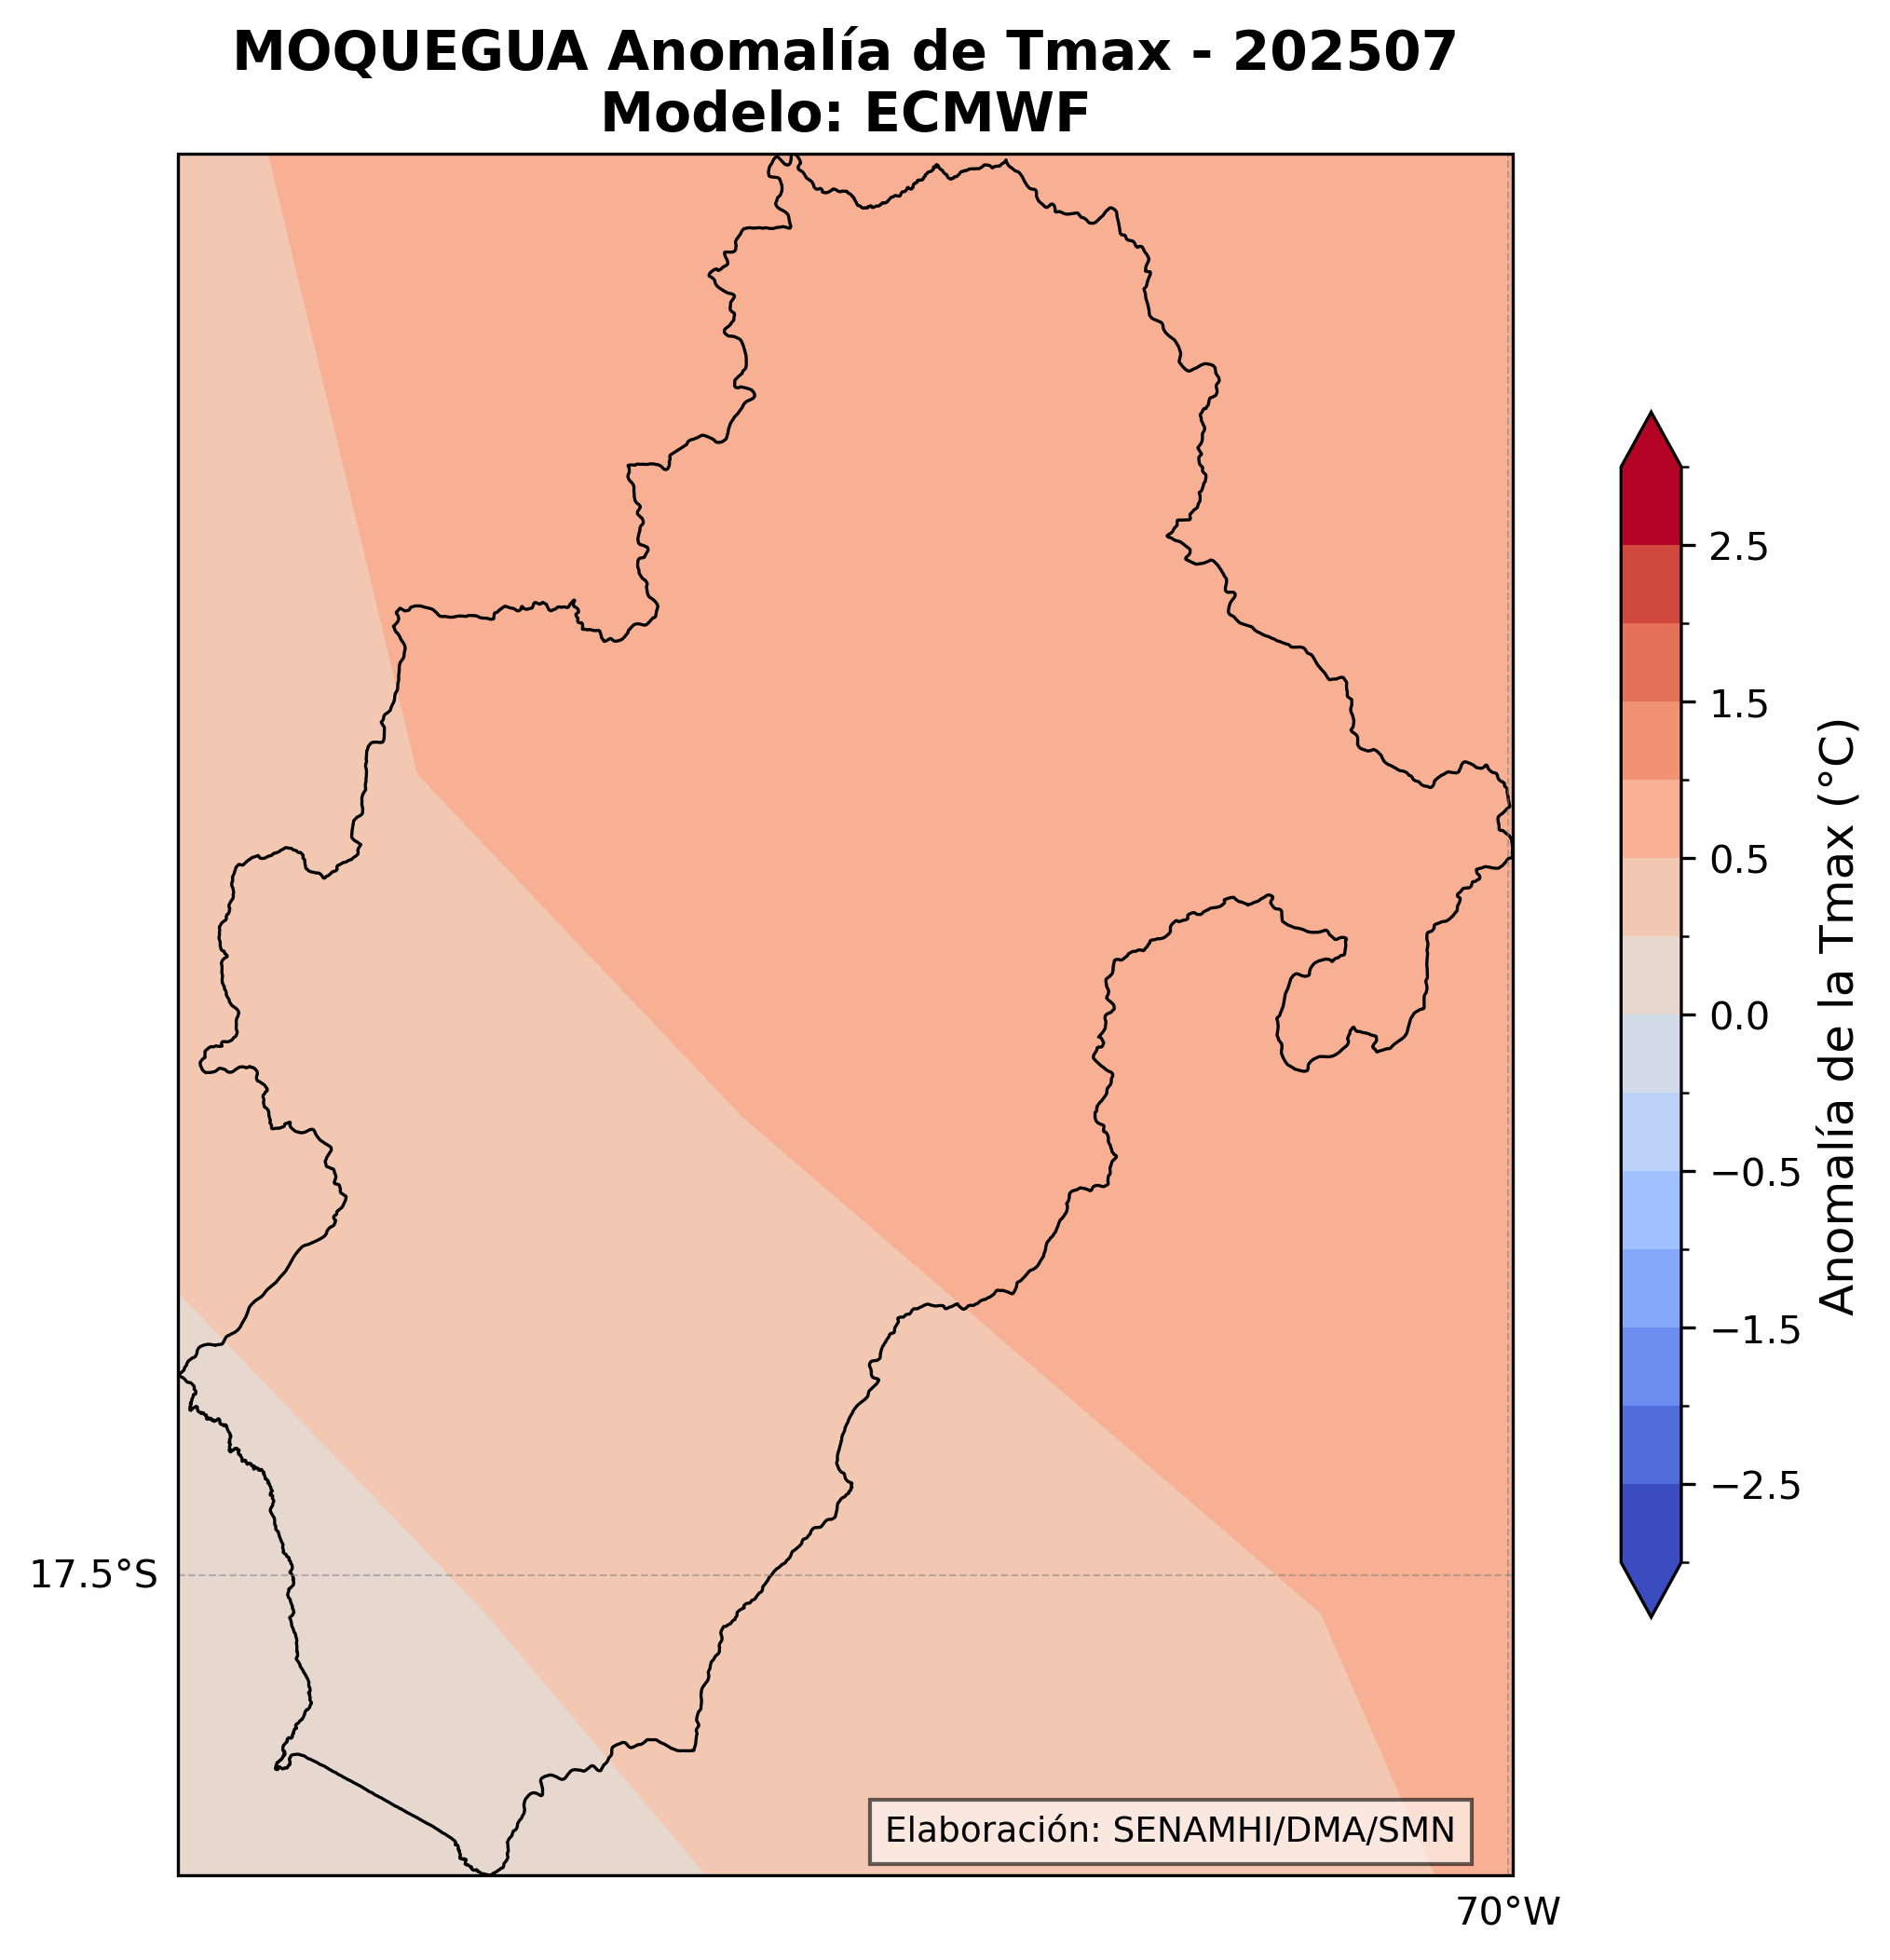 MOQUEGUA Anomalía de Tmax - 202507
Modelo: ECMWF
2.5
1.5
0.5
0.0
−0.5
−1.5
−2.5
Anomalía de la Tmax (°C)
17.5°S
Elaboración: SENAMHI/DMA/SMN
70°W